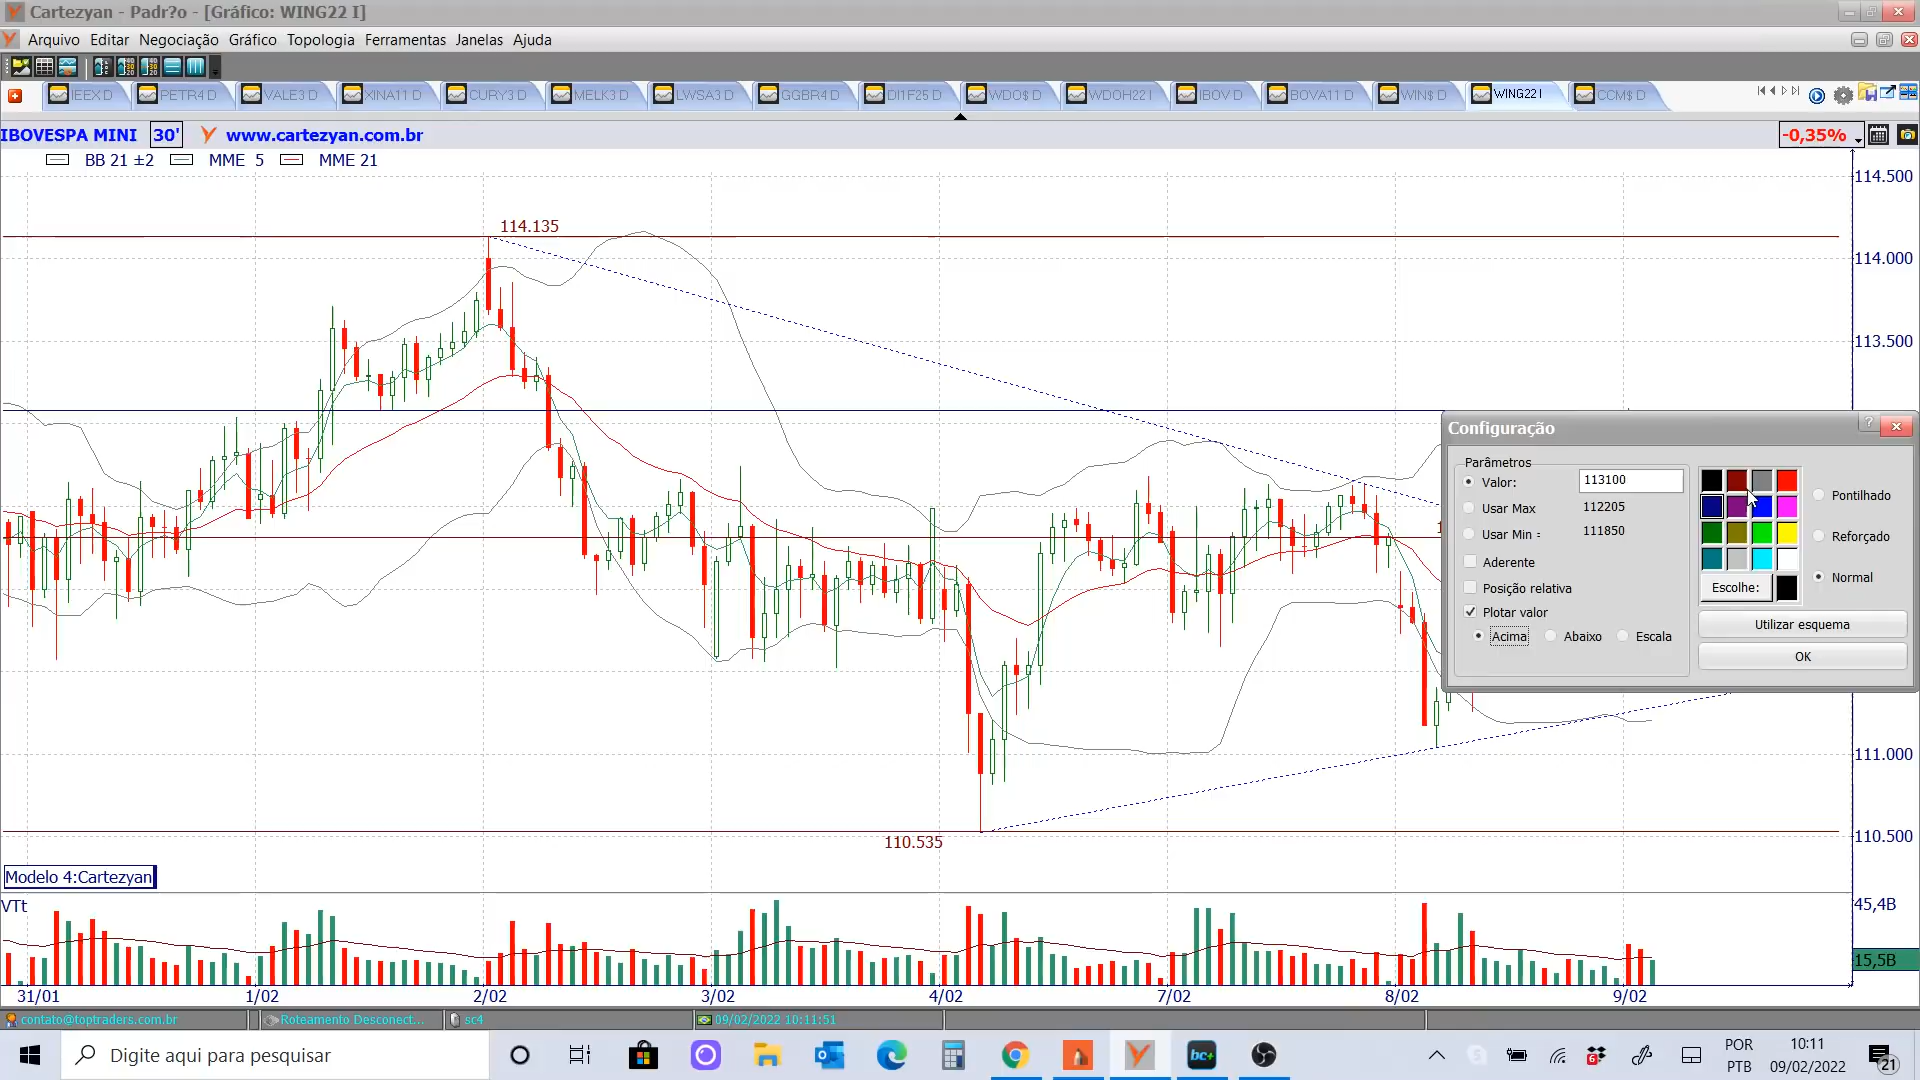 Cartezyan - Padr?o - [Gráfico: WING22 I]
Arquivo Editar Negociação Gráfico Topologia Ferramentas Janelas Ajuda
IEEX D PETR4 D VALE3 D XINA11 D CURY3 D MELK3 D LWSA3 D GGBR4 D DI1F25 D WDO$ D WDOH22 I IBOV D BOVA11 D WIN$ D WING22 I CCM$ D
IBOVESPA MINI 30' www.cartezyan.com.br -0,35%
BB 21 ±2 MME 5 MME 21
114.500
114.135
114.000
113.500
Configuração
Parâmetros
Valor: 113100
Usar Max 112205
Usar Min = 111850
Aderente
Posição relativa
Plotar valor
Acima Abaixo Escala
Pontilhado
Reforçado
Normal
Escolhe:
Utilizar esquema
OK
111.000
110.535
110.500
Modelo 4:Cartezyan
VTt
45,4B
15,5B
31/01 1/02 2/02 3/02 4/02 7/02 8/02 9/02
contato@toptraders.com.br Roteamento Desconect... sc4 09/02/2022 10:11:51
Digite aqui para pesquisar
bc+
6
POR
PTB
10:11
09/02/2022
21